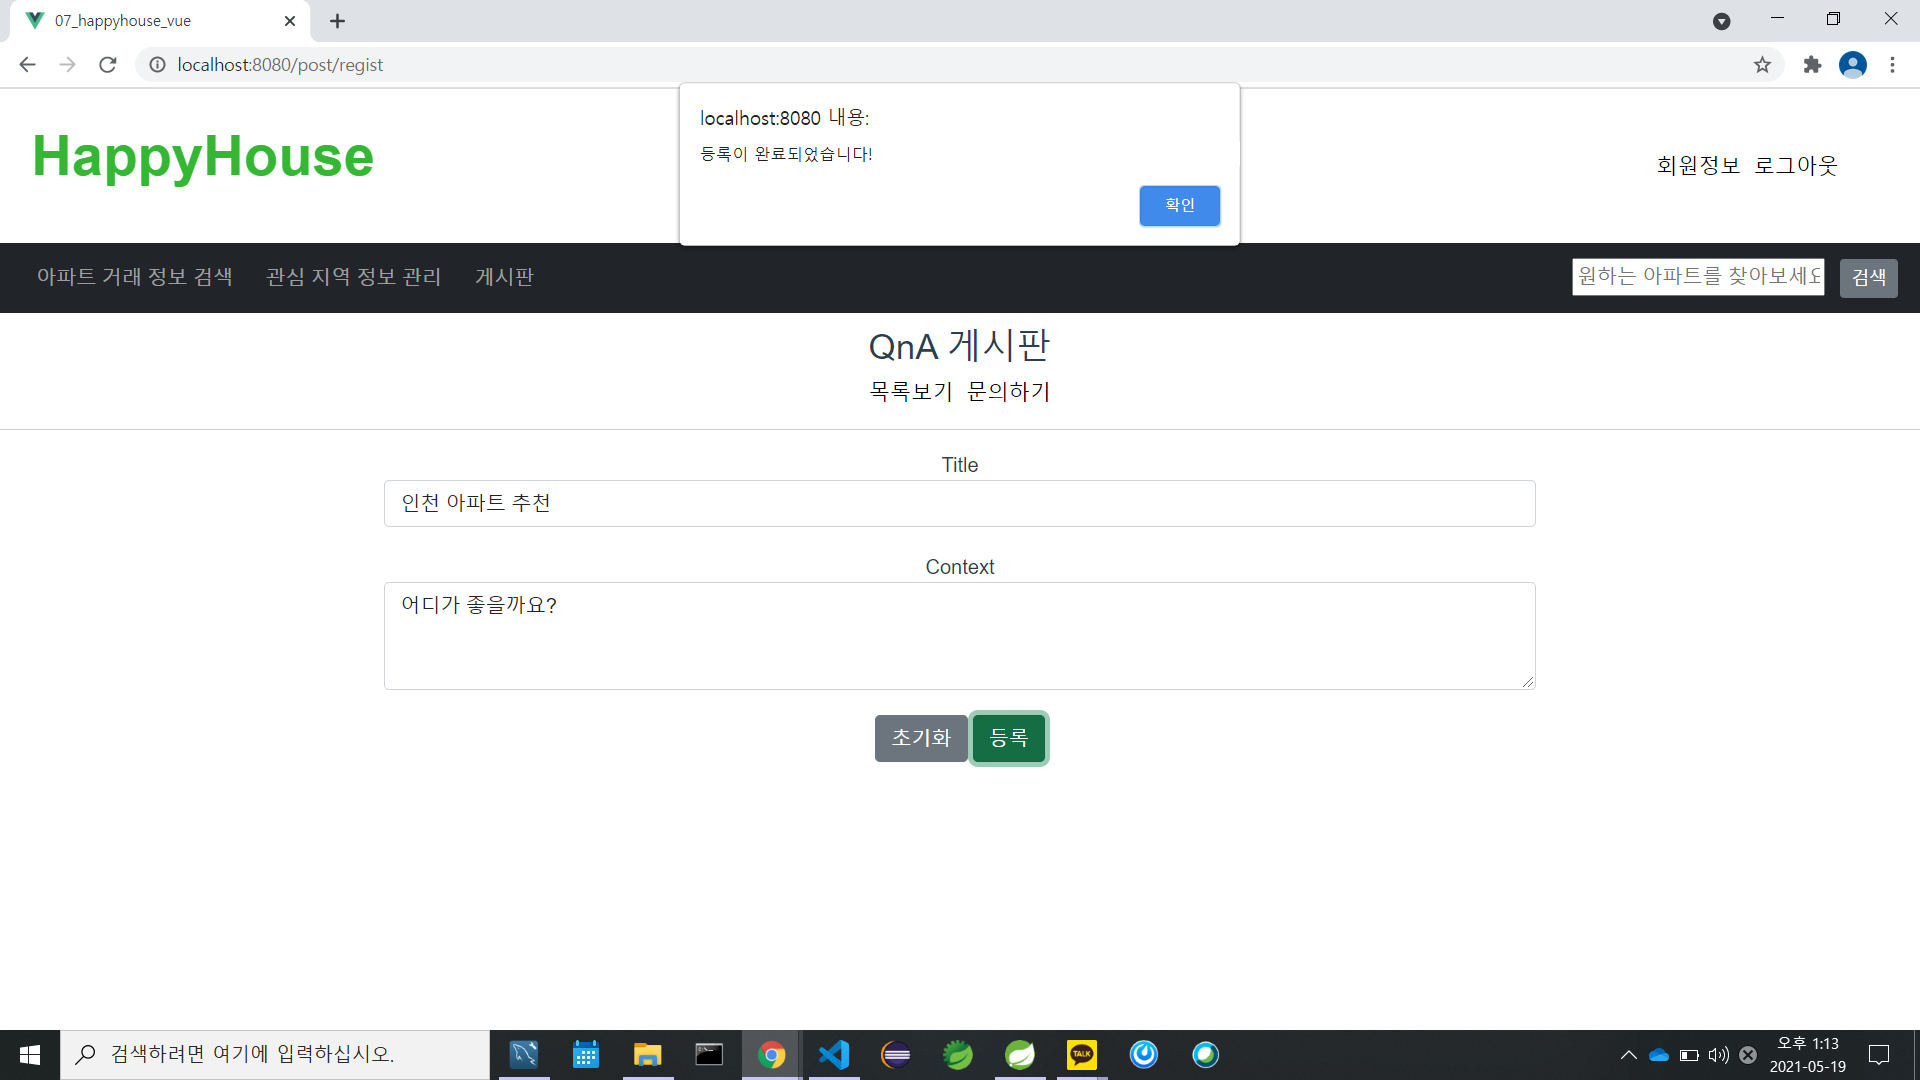 07_happyhouse_vue
localhost:8080/post/regist
localhost:8080 내용:
등록이 완료되었습니다!
확인
HappyHouse
회원정보 로그아웃
아파트 거래 정보 검색 관심 지역 정보 관리 게시판
원하는 아파트를 찾아보세요 검색
QnA 게시판
목록보기 문의하기
Title
인천 아파트 추천
Context
어디가 좋을까요?
초기화 등록
검색하려면 여기에 입력하십시오.
TALK
오후 1:13
2021-05-19